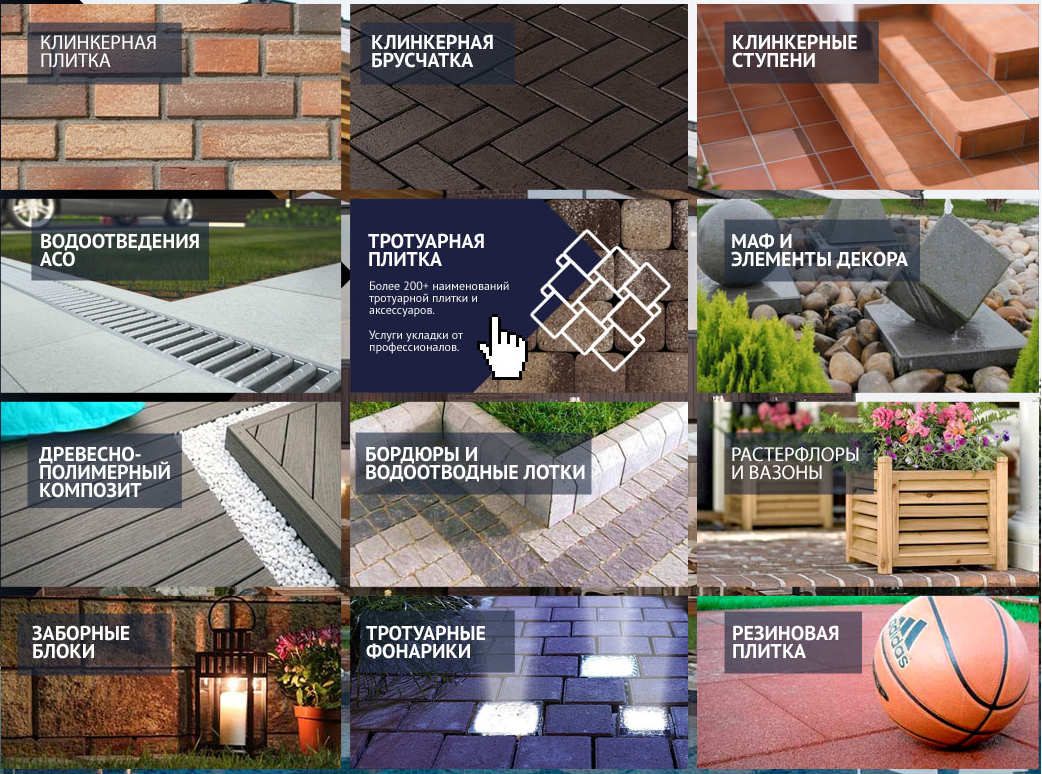 КЛИНКЕРНАЯ
ПЛИТКА
КЛИНКЕРНАЯ
БРУСЧАТКА
КЛИНКЕРНЫЕ
СТУПЕНИ
ВОДООТВЕДЕНИЯ
АСО
ТРОТУАРНАЯ
ПЛИТКА
Более 200+ наименований
тротуарной плитки и
аксессуаров.
Услуги укладки от
профессионалов.
МАФ И
ЭЛЕМЕНТЫ ДЕКОРА
ДРЕВЕСНО-
ПОЛИМЕРНЫЙ
КОМПОЗИТ
БОРДЮРЫ И
ВОДООТВОДНЫЕ ЛОТКИ
РАСТЕРФЛОРЫ
И ВАЗОНЫ
ЗАБОРНЫЕ
БЛОКИ
ТРОТУАРНЫЕ
ФОНАРИКИ
РЕЗИНОВАЯ
ПЛИТКА
adidas